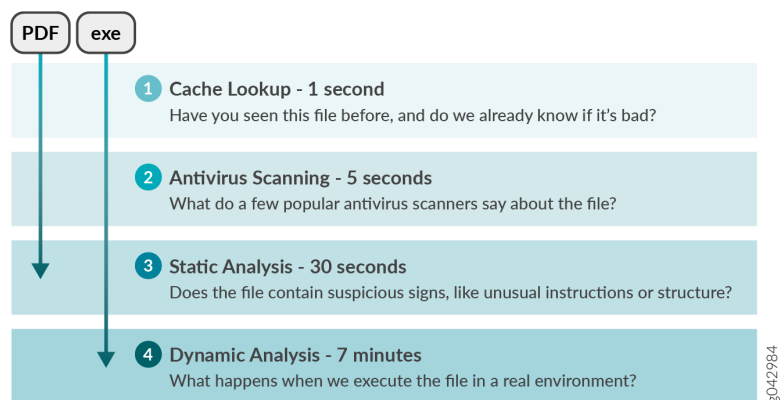 PDF exe
1 Cache Lookup - 1 second
Have you seen this file before, and do we already know if it’s bad?
2 Antivirus Scanning - 5 seconds
What do a few popular antivirus scanners say about the file?
3 Static Analysis - 30 seconds
Does the file contain suspicious signs, like unusual instructions or structure?
4 Dynamic Analysis - 7 minutes
What happens when we execute the file in a real environment?
g042984